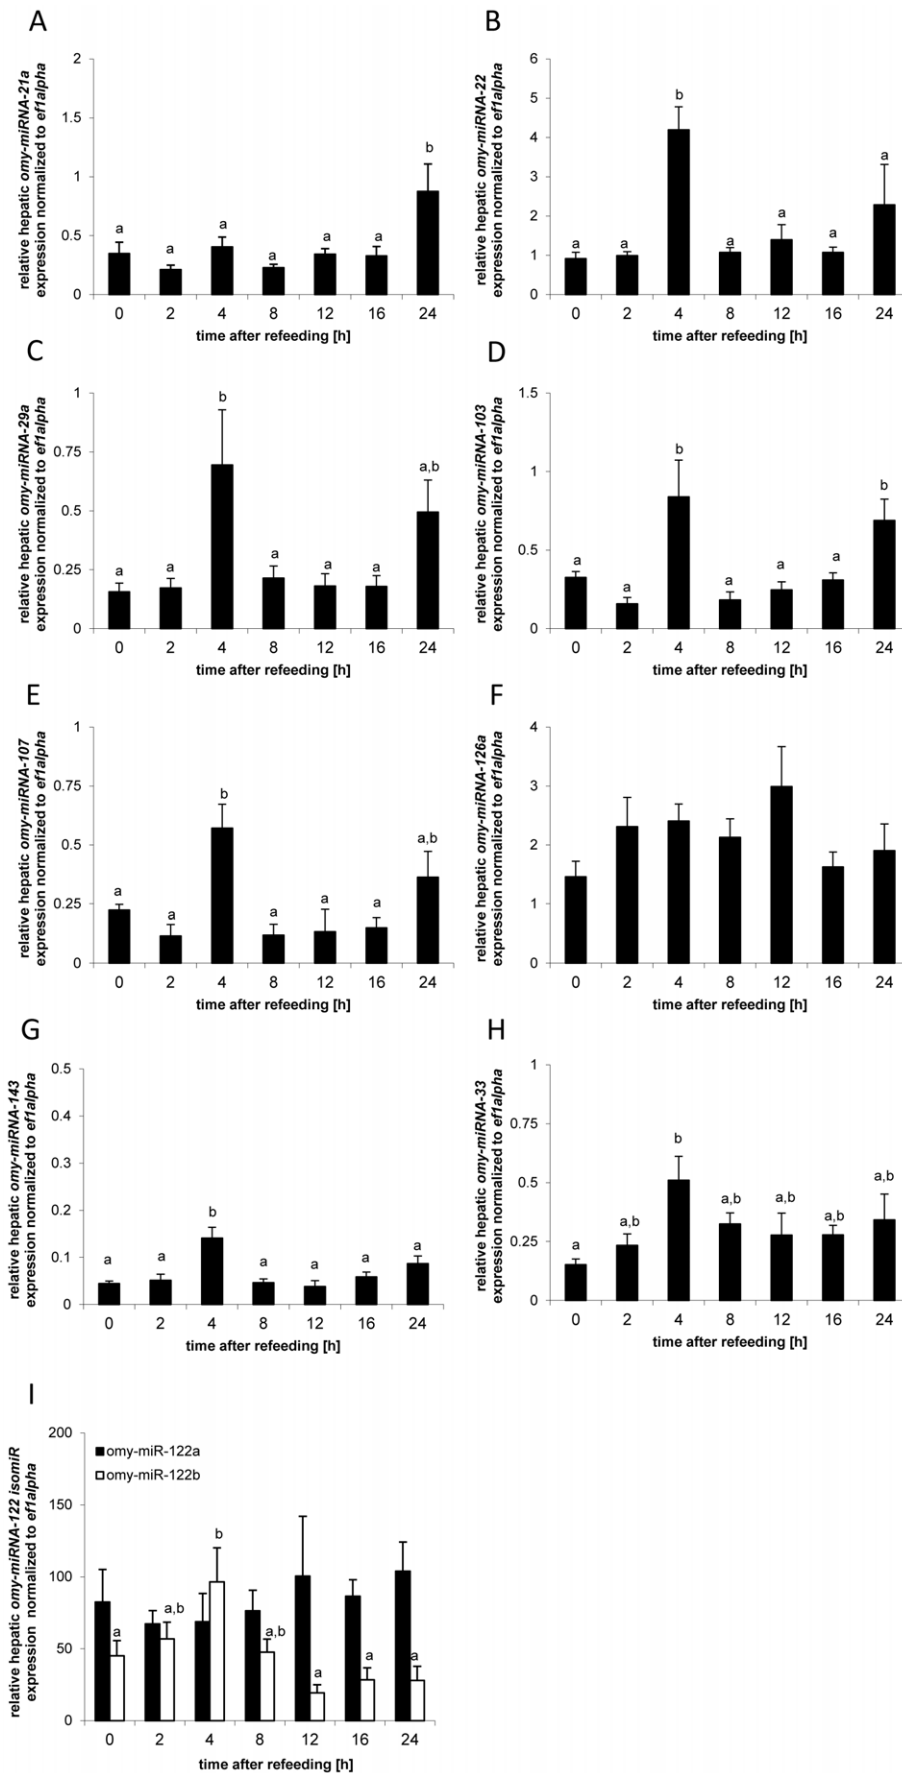 A
relative hepatic omy-miRNA-21a
expression normalized to ef1alpha
2
1.5
1
0.5
0
a
a
a
a
a
a
b
0 2 4 8 12 16 24
time after refeeding [h]
B
relative hepatic omy-miRNA-22
expression normalized to ef1alpha
6
5
4
3
2
1
0
a
a
b
a
a
a
a
0 2 4 8 12 16 24
time after refeeding [h]
C
relative hepatic omy-miRNA-29a
expression normalized to ef1alpha
1
0.75
0.5
0.25
0
a
a
b
a
a
a
a,b
0 2 4 8 12 16 24
time after refeeding [h]
D
relative hepatic omy-miRNA-103
expression normalized to ef1alpha
1.5
1
0.5
0
a
a
b
a
a
a
b
0 2 4 8 12 16 24
time after refeeding [h]
E
relative hepatic omy-miRNA-107
expression normalized to ef1alpha
1
0.75
0.5
0.25
0
a
a
b
a
a
a
a,b
0 2 4 8 12 16 24
time after refeeding [h]
F
relative hepatic omy-miRNA-126a
expression normalized to ef1alpha
4
3
2
1
0
0 2 4 8 12 16 24
time after refeeding [h]
G
relative hepatic omy-miRNA-143
expression normalized to ef1alpha
0.5
0.4
0.3
0.2
0.1
0
a
a
b
a
a
a
a
0 2 4 8 12 16 24
time after refeeding [h]
H
relative hepatic omy-miRNA-33
expression normalized to ef1alpha
1
0.75
0.5
0.25
0
a
a,b
b
a,b
a,b
a,b
a,b
0 2 4 8 12 16 24
time after refeeding [h]
I
relative hepatic omy-miRNA-122 isomiR
expression normalized to ef1alpha
200
150
100
50
0
omy-miR-122a
omy-miR-122b
a
a,b
b
a,b
a
a
a
0 2 4 8 12 16 24
time after refeeding [h]